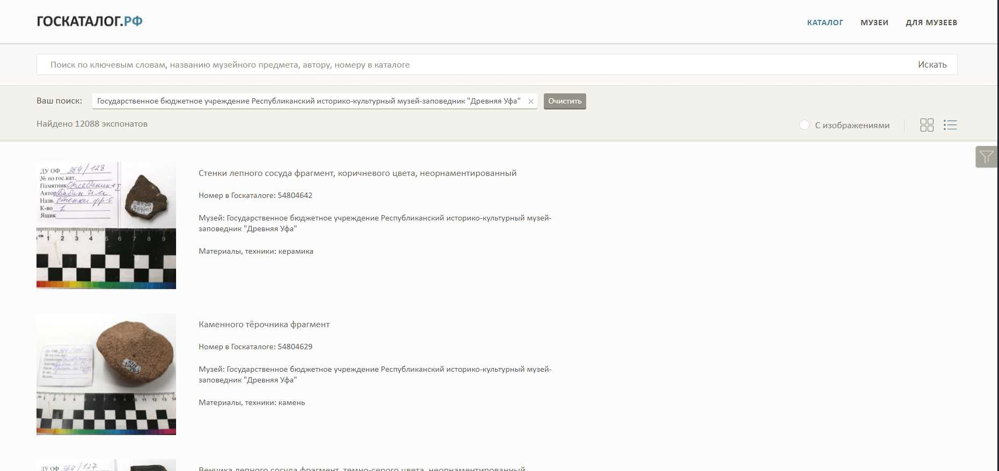 ГОСКАТАЛОГ.РФ
КАТАЛОГ МУЗЕИ ДЛЯ МУЗЕЕВ
Поиск по ключевым словам, названию музейного предмета, автору, номеру в каталоге
Искать
Ваш поиск: Государственное бюджетное учреждение Республиканский историко-культурный музей-заповедник "Древняя Уфа" × Очистить
Найдено 12088 экспонатов
С изображениями
ДУ ОФ 364/128
№ по гос.кат.
Памятник
Автор
Назв. стенки фр-т
К-во 1
Ящик
см 1 2 3 4 5 6 7 8 9
Стенки лепного сосуда фрагмент, коричневого цвета, неорнаментированный
Номер в Госкаталоге: 54804642
Музей: Государственное бюджетное учреждение Республиканский историко-культурный музей-
заповедник "Древняя Уфа"
Материалы, техники: керамика
1 2 3 4 5 6 7 8 9 10 11 12 13 14
Каменного тёрочника фрагмент
Номер в Госкаталоге: 54804629
Музей: Государственное бюджетное учреждение Республиканский историко-культурный музей-
заповедник "Древняя Уфа"
Материалы, техники: камень
ДУ ОФ 364/127
Венчика лепного сосуда фрагмент, темно-серого цвета, неорнаментированный